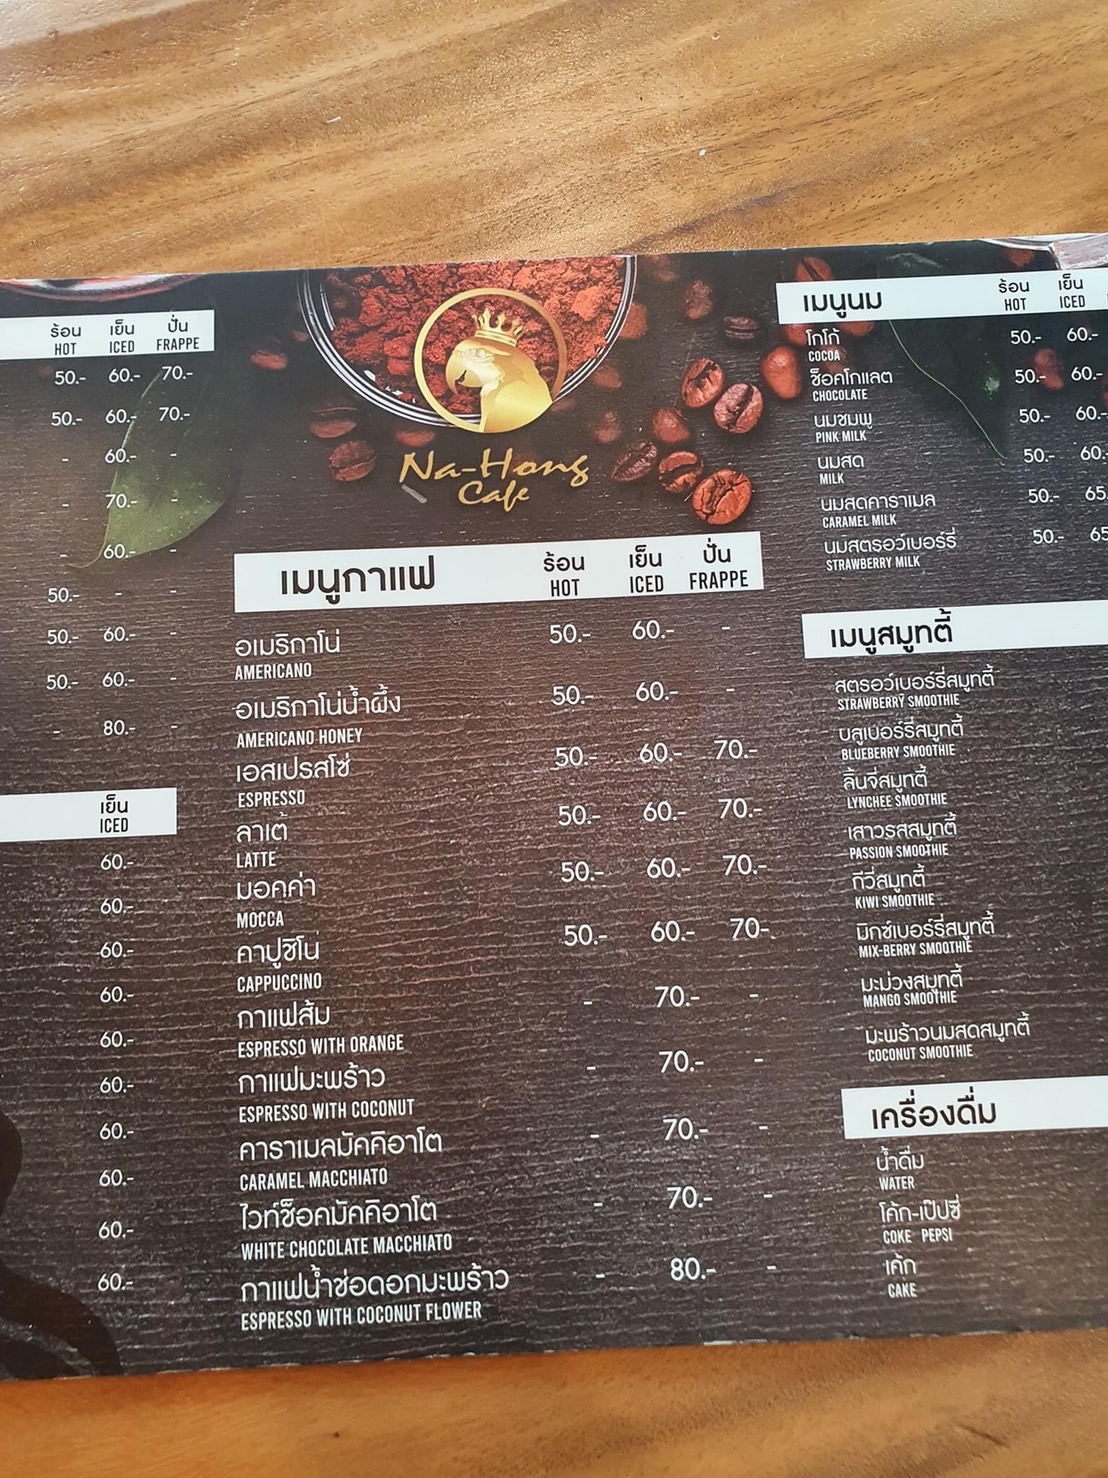 ร้อน เย็น ปั่น
HOT ICED FRAPPE
50.- 60.- 70.-
50.- 60.- 70.-
- 60.- -
- 70.- -
- 60.- -
50.- - -
50.- 60.- -
50.- 60.- -
- 80.- -
เย็น
ICED
60.-
60.-
60.-
60.-
60.-
60.-
60.-
60.-
60.-
60.-
Na-Hong
Cafe
เมนูกาแฟ ร้อน เย็น ปั่น
HOT ICED FRAPPE
อเมริกาโน่ 50.- 60.- -
AMERICANO
อเมริกาโน่น้ำผึ้ง 50.- 60.- -
AMERICANO HONEY
เอสเปรสโซ่ 50.- 60.- 70.-
ESPRESSO
ลาเต้ 50.- 60.- 70.-
LATTE
มอคค่า 50.- 60.- 70.-
MOCCA
คาปูชิโน่ 50.- 60.- 70-.
CAPPUCCINO
กาแฟส้ม - 70.- -
ESPRESSO WITH ORANGE
กาแฟมะพร้าว - 70.- -
ESPRESSO WITH COCONUT
คาราเมลมัคคิอาโต - 70.- -
CARAMEL MACCHIATO
ไวท์ช็อคมัคคิอาโต - 70.- -
WHITE CHOCOLATE MACCHIATO
กาแฟน้ำช่อดอกมะพร้าว - 80.- -
ESPRESSO WITH COCONUT FLOWER
เมนูนม ร้อน เย็น
HOT ICED
โกโก้ 50.- 60.-
COCOA
ช็อคโกแลต 50.- 60.-
CHOCOLATE
นมชมพู 50.- 60.-
PINK MILK
นมสด 50.- 60.-
MILK
นมสดคาราเมล 50.- 65.
CARAMEL MILK
นมสตรอว์เบอร์รี่ 50.- 65
STRAWBERRY MILK
เมนูสมูทตี้
สตรอว์เบอร์รี่สมูทตี้
STRAWBERRY SMOOTHIE
บลูเบอร์รี่สมูทตี้
BLUEBERRY SMOOTHIE
ลิ้นจี่สมูทตี้
LYNCHEE SMOOTHIE
เสาวรสสมูทตี้
PASSION SMOOTHIE
กีวี่สมูทตี้
KIWI SMOOTHIE
มิกซ์เบอร์รี่สมูทตี้
MIX-BERRY SMOOTHIE
มะม่วงสมูทตี้
MANGO SMOOTHIE
มะพร้าวนมสดสมูทตี้
COCONUT SMOOTHIE
เครื่องดื่ม
น้ำดื่ม
WATER
โค้ก-เป๊ปซี่
COKE PEPSI
เค้ก
CAKE